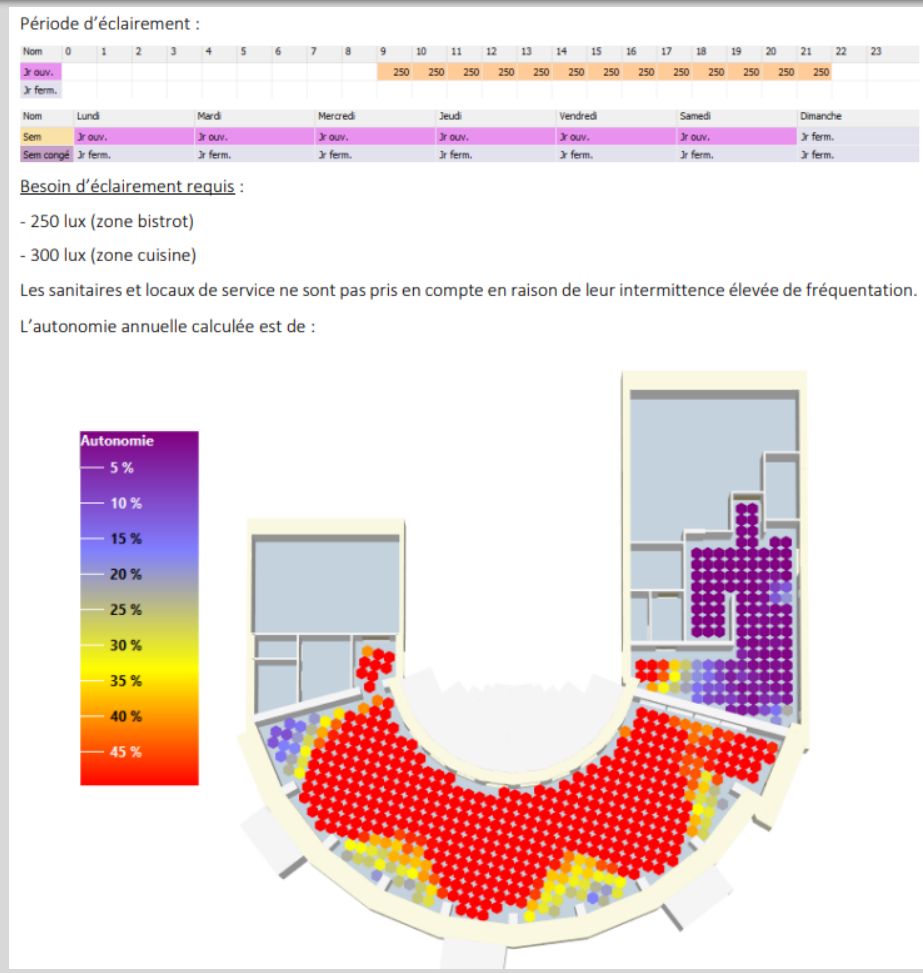 Période d'éclairement :
Nom 0 1 2 3 4 5 6 7 8 9 10 11 12 13 14 15 16 17 18 19 20 21 22 23
Jr ouv. 250 250 250 250 250 250 250 250 250 250 250 250 250
Jr ferm.
Nom Lundi Mardi Mercredi Jeudi Vendredi Samedi Dimanche
Sem Jr ouv. Jr ouv. Jr ouv. Jr ouv. Jr ouv. Jr ouv. Jr ferm.
Sem congé Jr ferm. Jr ferm. Jr ferm. Jr ferm. Jr ferm. Jr ferm. Jr ferm.
Besoin d'éclairement requis :
- 250 lux (zone bistrot)
- 300 lux (zone cuisine)
Les sanitaires et locaux de service ne sont pas pris en compte en raison de leur intermittence élevée de fréquentation.
L'autonomie annuelle calculée est de :
Autonomie
5 %
10 %
15 %
20 %
25 %
30 %
35 %
40 %
45 %